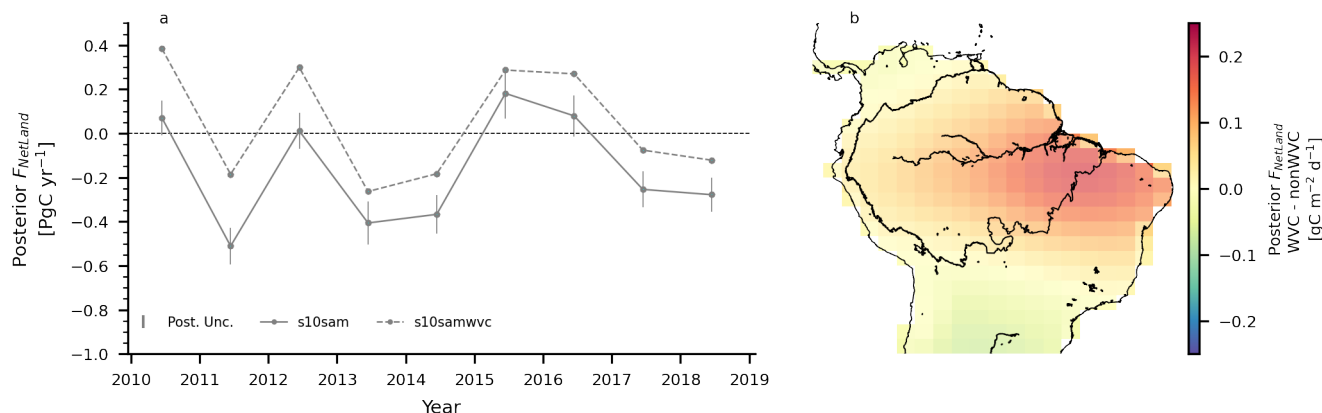 a
Posterior F_NetLand
[PgC yr⁻¹]
0.4
0.2
0.0
−0.2
−0.4
−0.6
−0.8
−1.0
Post. Unc.
s10sam
s10samwvc
2010 2011 2012 2013 2014 2015 2016 2017 2018 2019
Year
b
0.2
0.1
0.0
−0.1
−0.2
Posterior F_NetLand
WVC - nonWVC
[gC m⁻² d⁻¹]